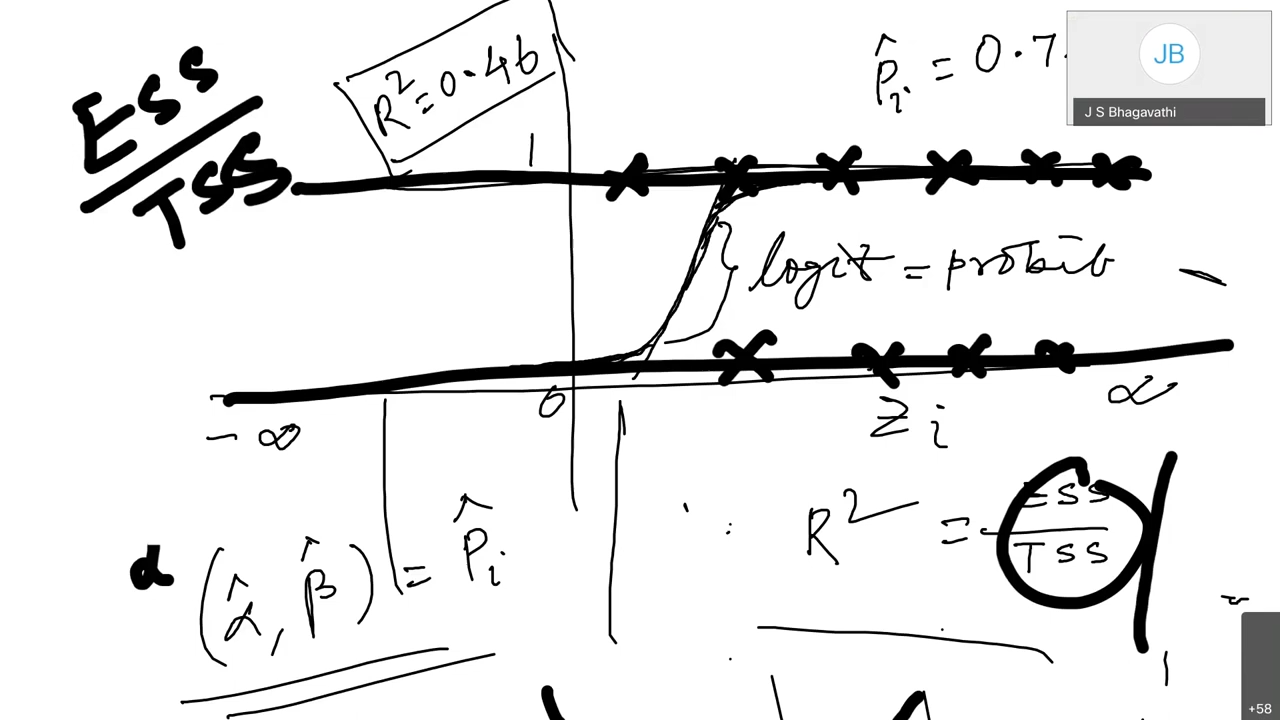 ESS
TSS
R² = 0.46
P̂i = 0.7
JB
J S Bhagavathi
1
logit = probit
0
- ∞
∞
Zi
R² = ESS
TSS
α (α̂, β̂) = P̂i
+58